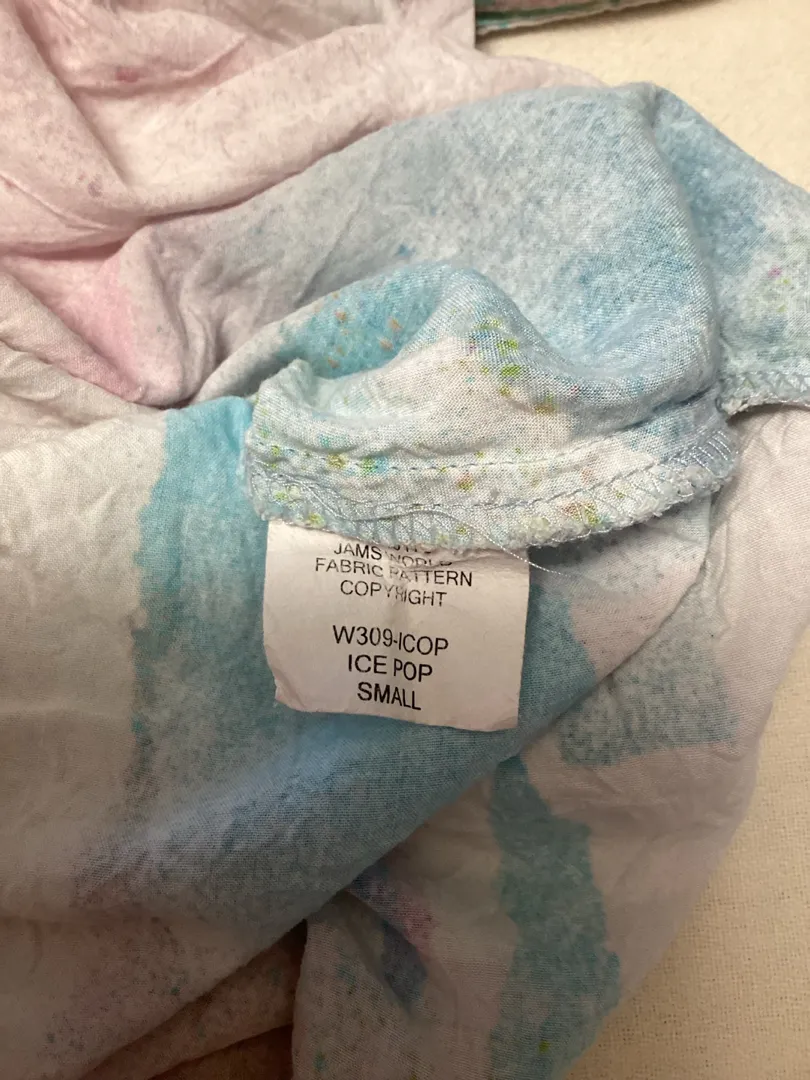 JAMS WORLD
FABRIC PATTERN
COPYRIGHT
W309-ICOP
ICE POP
SMALL